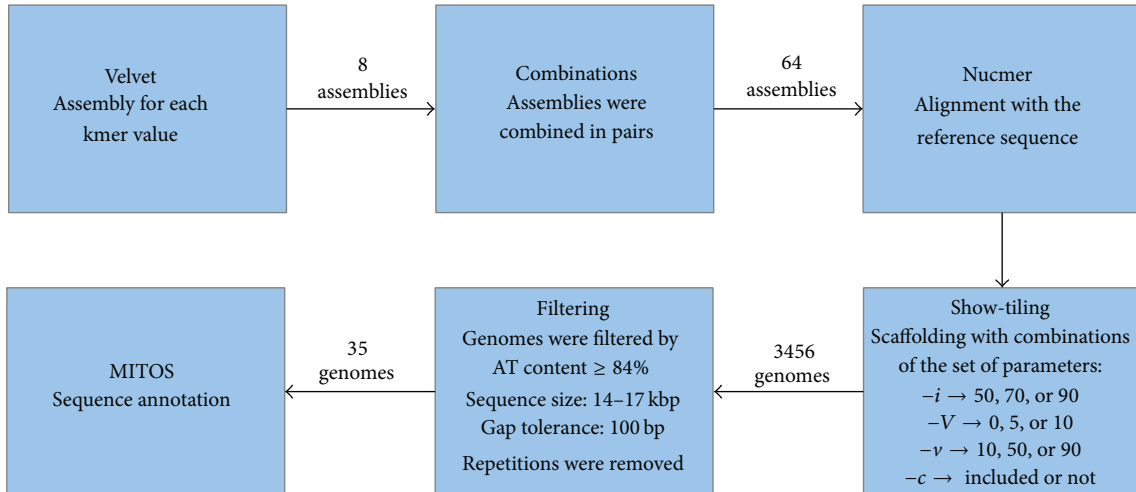 Velvet
Assembly for each
kmer value
8
assemblies
Combinations
Assemblies were
combined in pairs
64
assemblies
Nucmer
Alignment with the
reference sequence
Show-tiling
Scaffolding with combinations
of the set of parameters:
−i → 50, 70, or 90
−V → 0, 5, or 10
−v → 10, 50, or 90
−c → included or not
3456
genomes
Filtering
Genomes were filtered by
AT content ≥ 84%
Sequence size: 14–17 kbp
Gap tolerance: 100 bp
Repetitions were removed
35
genomes
MITOS
Sequence annotation